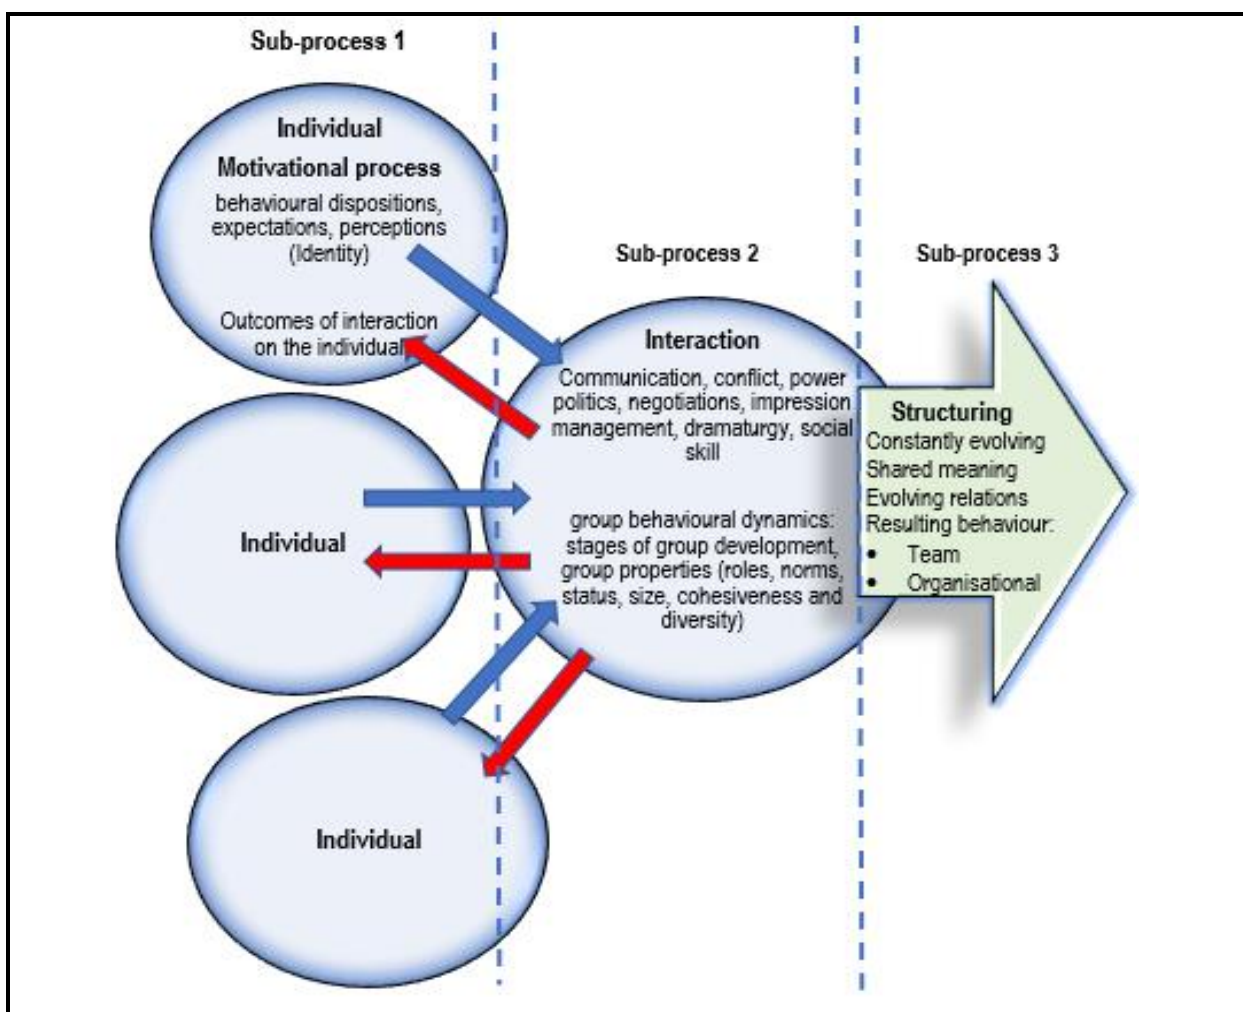 Sub-process 1
Individual
Motivational process
behavioural dispositions,
expectations, perceptions
(Identity)
Outcomes of interaction
on the individual
Individual
Individual
Sub-process 2
Interaction
Communication, conflict, power
politics, negotiations, impression
management, dramaturgy, social
skill
group behavioural dynamics:
stages of group development,
group properties (roles, norms,
status, size, cohesiveness and
diversity)
Sub-process 3
Structuring
Constantly evolving
Shared meaning
Evolving relations
Resulting behaviour:
• Team
• Organisational